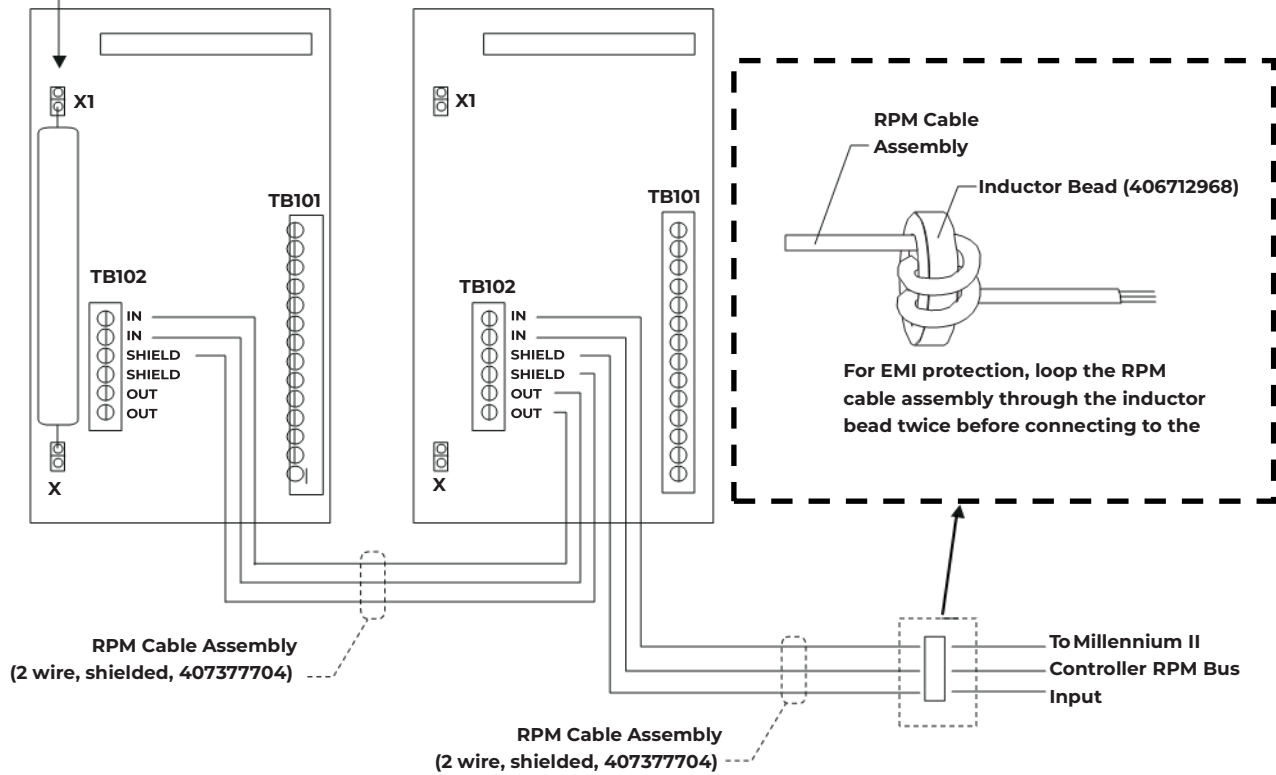 X1
TB101
TB102
IN
IN
SHIELD
SHIELD
OUT
OUT
X
X1
TB101
TB102
IN
IN
SHIELD
SHIELD
OUT
OUT
X
RPM Cable
Assembly
Inductor Bead (406712968)
For EMI protection, loop the RPM
cable assembly through the inductor
bead twice before connecting to the
RPM Cable Assembly
(2 wire, shielded, 407377704)
RPM Cable Assembly
(2 wire, shielded, 407377704)
To Millennium II
Controller RPM Bus
Input